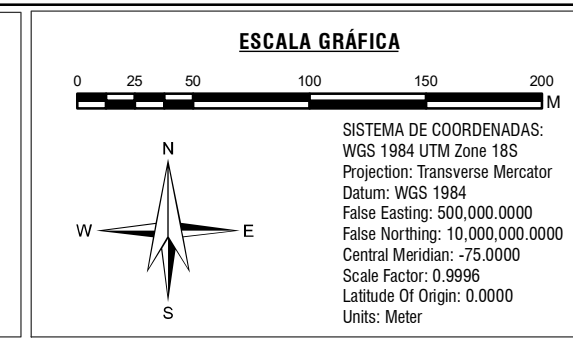 ESCALA GRÁFICA
0 25 50 100 150 200
M
N
W E
S
SISTEMA DE COORDENADAS:
WGS 1984 UTM Zone 18S
Projection: Transverse Mercator
Datum: WGS 1984
False Easting: 500,000.0000
False Northing: 10,000,000.0000
Central Meridian: -75.0000
Scale Factor: 0.9996
Latitude Of Origin: 0.0000
Units: Meter